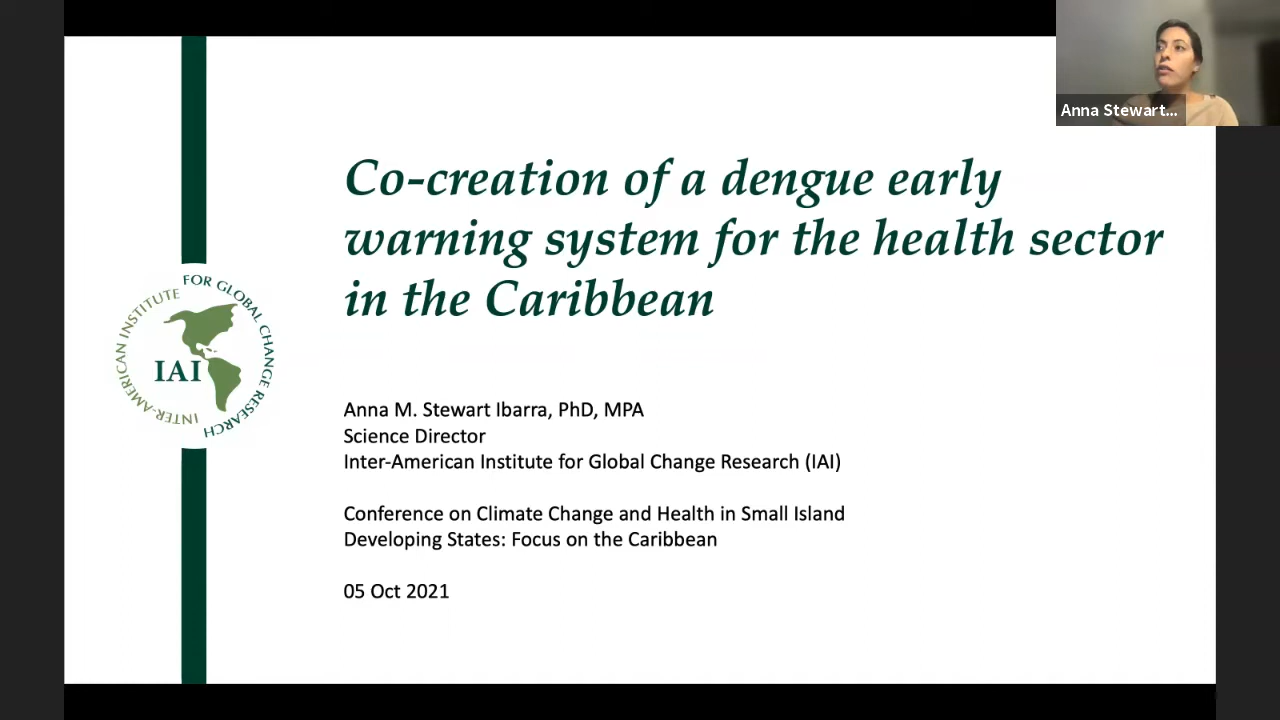 Anna Stewart...
Co-creation of a dengue early
warning system for the health sector
in the Caribbean
INTER-AMERICAN INSTITUTE FOR GLOBAL CHANGE RESEARCH
IAI
Anna M. Stewart Ibarra, PhD, MPA
Science Director
Inter-American Institute for Global Change Research (IAI)
Conference on Climate Change and Health in Small Island
Developing States: Focus on the Caribbean
05 Oct 2021